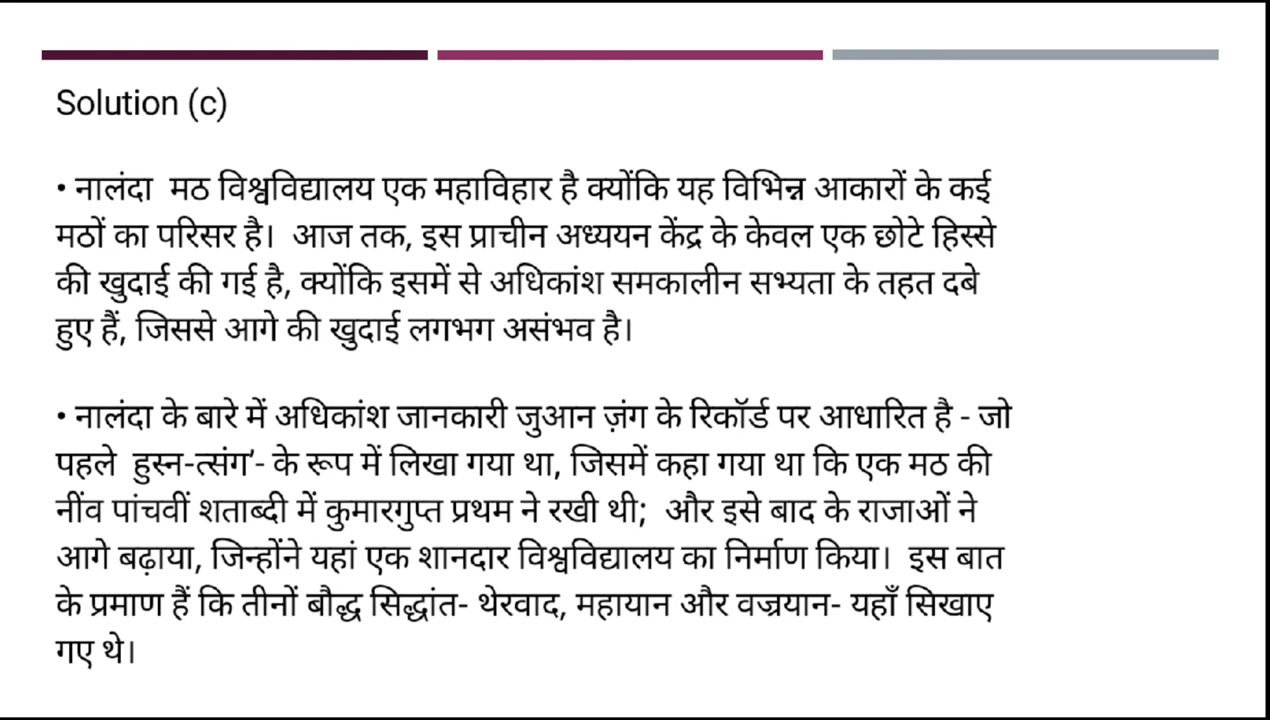 Solution (c)
• नालंदा मठ विश्वविद्यालय एक महाविहार है क्योंकि यह विभिन्न आकारों के कई
मठों का परिसर है। आज तक, इस प्राचीन अध्ययन केंद्र के केवल एक छोटे हिस्से
की खुदाई की गई है, क्योंकि इसमें से अधिकांश समकालीन सभ्यता के तहत दबे
हुए हैं, जिससे आगे की खुदाई लगभग असंभव है।
• नालंदा के बारे में अधिकांश जानकारी जुआन ज़ंग के रिकॉर्ड पर आधारित है - जो
पहले हुस्न-त्संग'- के रूप में लिखा गया था, जिसमें कहा गया था कि एक मठ की
नींव पांचवीं शताब्दी में कुमारगुप्त प्रथम ने रखी थी; और इसे बाद के राजाओं ने
आगे बढ़ाया, जिन्होंने यहां एक शानदार विश्वविद्यालय का निर्माण किया। इस बात
के प्रमाण हैं कि तीनों बौद्ध सिद्धांत- थेरवाद, महायान और वज्रयान- यहाँ सिखाए
गए थे।